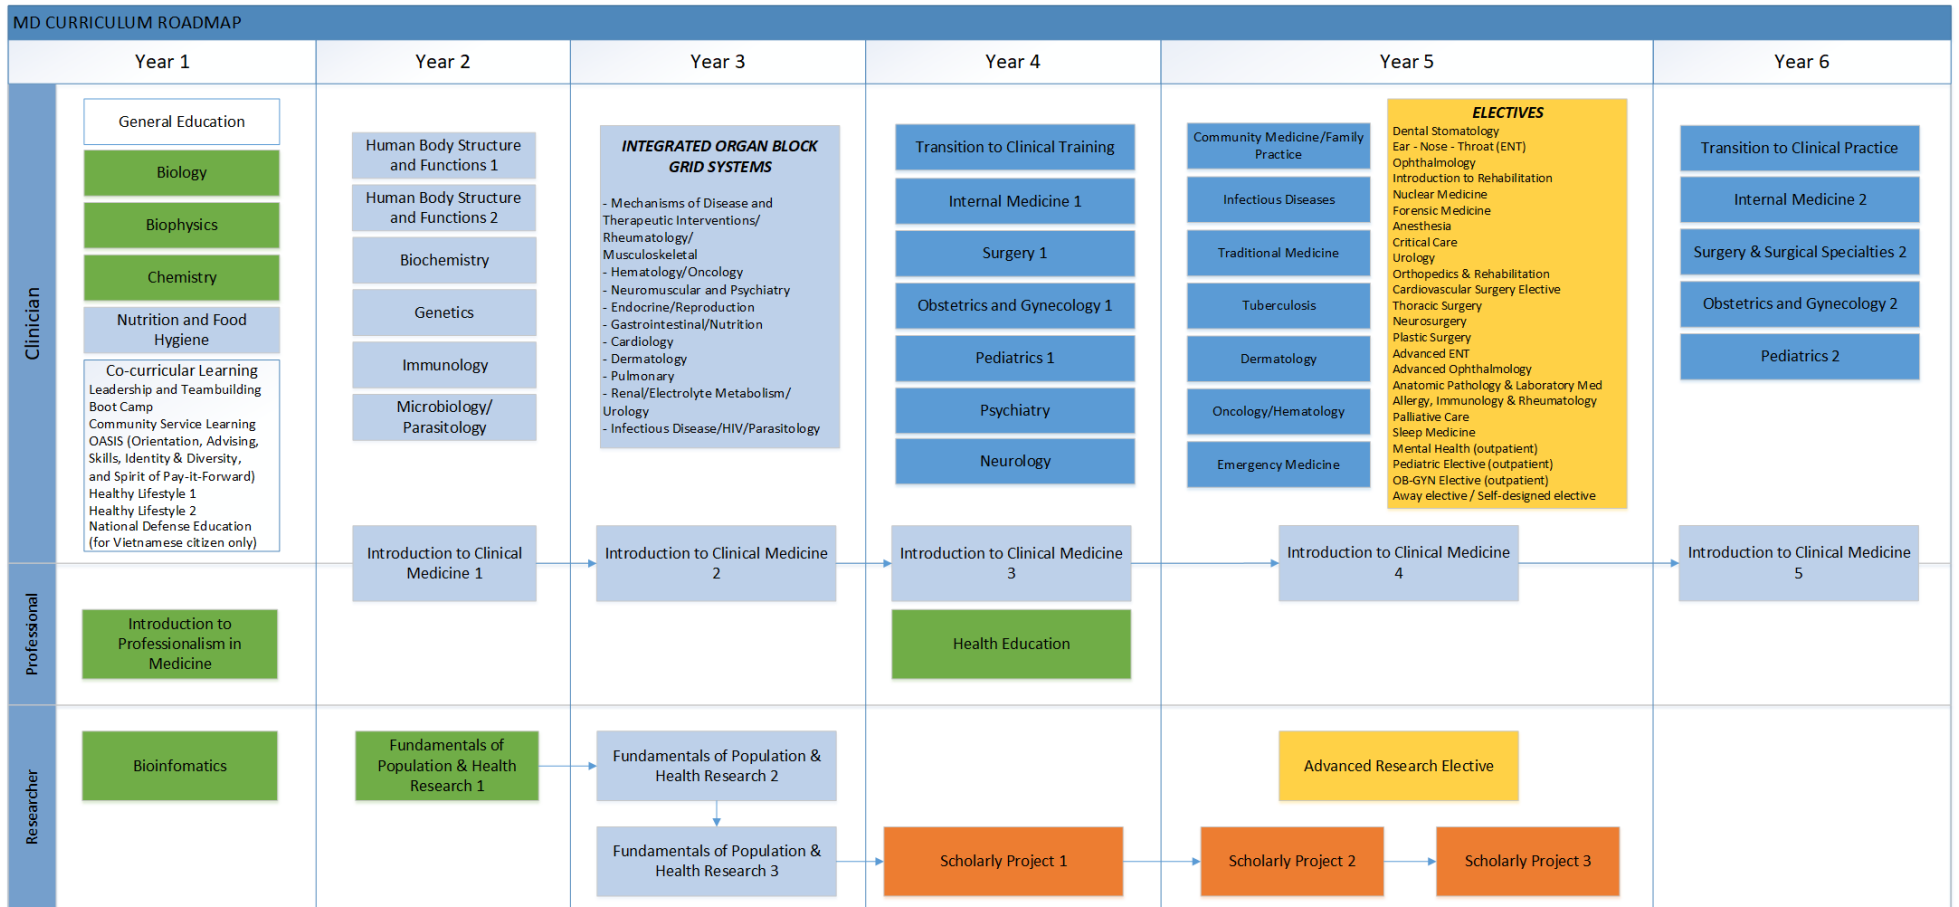 MD CURRICULUM ROADMAP
Year 1
Year 2
Year 3
Year 4
Year 5
Year 6
Clinician
General Education
Biology
Biophysics
Chemistry
Nutrition and Food
Hygiene
Co-curricular Learning
Leadership and Teambuilding
Boot Camp
Community Service Learning
OASIS (Orientation, Advising,
Skills, Identity & Diversity,
and Spirit of Pay-it-Forward)
Healthy Lifestyle 1
Healthy Lifestyle 2
National Defense Education
(for Vietnamese citizen only)
Human Body Structure
and Functions 1
Human Body Structure
and Functions 2
Biochemistry
Genetics
Immunology
Microbiology/
Parasitology
INTEGRATED ORGAN BLOCK
GRID SYSTEMS
- Mechanisms of Disease and
Therapeutic Interventions/
Rheumatology/
Musculoskeletal
- Hematology/Oncology
- Neuromuscular and Psychiatry
- Endocrine/Reproduction
- Gastrointestinal/Nutrition
- Cardiology
- Dermatology
- Pulmonary
- Renal/Electrolyte Metabolism/
Urology
- Infectious Disease/HIV/Parasitology
Transition to Clinical Training
Internal Medicine 1
Surgery 1
Obstetrics and Gynecology 1
Pediatrics 1
Psychiatry
Neurology
Community Medicine/Family
Practice
Infectious Diseases
Traditional Medicine
Tuberculosis
Dermatology
Oncology/Hematology
Emergency Medicine
ELECTIVES
Dental Stomatology
Ear - Nose - Throat (ENT)
Ophthalmology
Introduction to Rehabilitation
Nuclear Medicine
Forensic Medicine
Anesthesia
Critical Care
Urology
Orthopedics & Rehabilitation
Cardiovascular Surgery Elective
Thoracic Surgery
Neurosurgery
Plastic Surgery
Advanced ENT
Advanced Ophthalmology
Anatomic Pathology & Laboratory Med
Allergy, Immunology & Rheumatology
Palliative Care
Sleep Medicine
Mental Health (outpatient)
Pediatric Elective (outpatient)
OB-GYN Elective (outpatient)
Away elective / Self-designed elective
Transition to Clinical Practice
Internal Medicine 2
Surgery & Surgical Specialties 2
Obstetrics and Gynecology 2
Pediatrics 2
Introduction to Clinical
Medicine 1
Introduction to Clinical Medicine
2
Introduction to Clinical Medicine
3
Introduction to Clinical Medicine
4
Introduction to Clinical Medicine
5
Professional
Introduction to
Professionalism in
Medicine
Health Education
Researcher
Bioinfomatics
Fundamentals of
Population & Health
Research 1
Fundamentals of Population &
Health Research 2
Advanced Research Elective
Fundamentals of Population &
Health Research 3
Scholarly Project 1
Scholarly Project 2
Scholarly Project 3